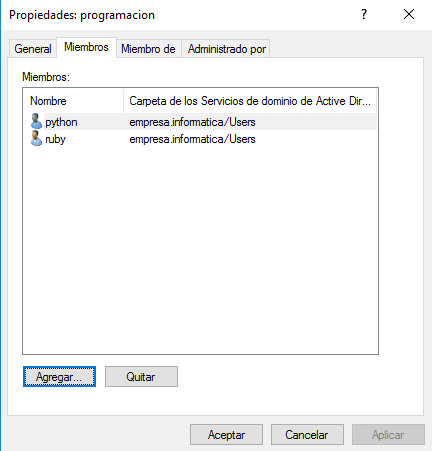 Propiedades: programacion
?
General Miembros Miembro de Administrado por
Miembros:
Nombre Carpeta de los Servicios de dominio de Active Dir...
python empresa.informatica/Users
ruby empresa.informatica/Users
Agregar... Quitar
Aceptar Cancelar Aplicar